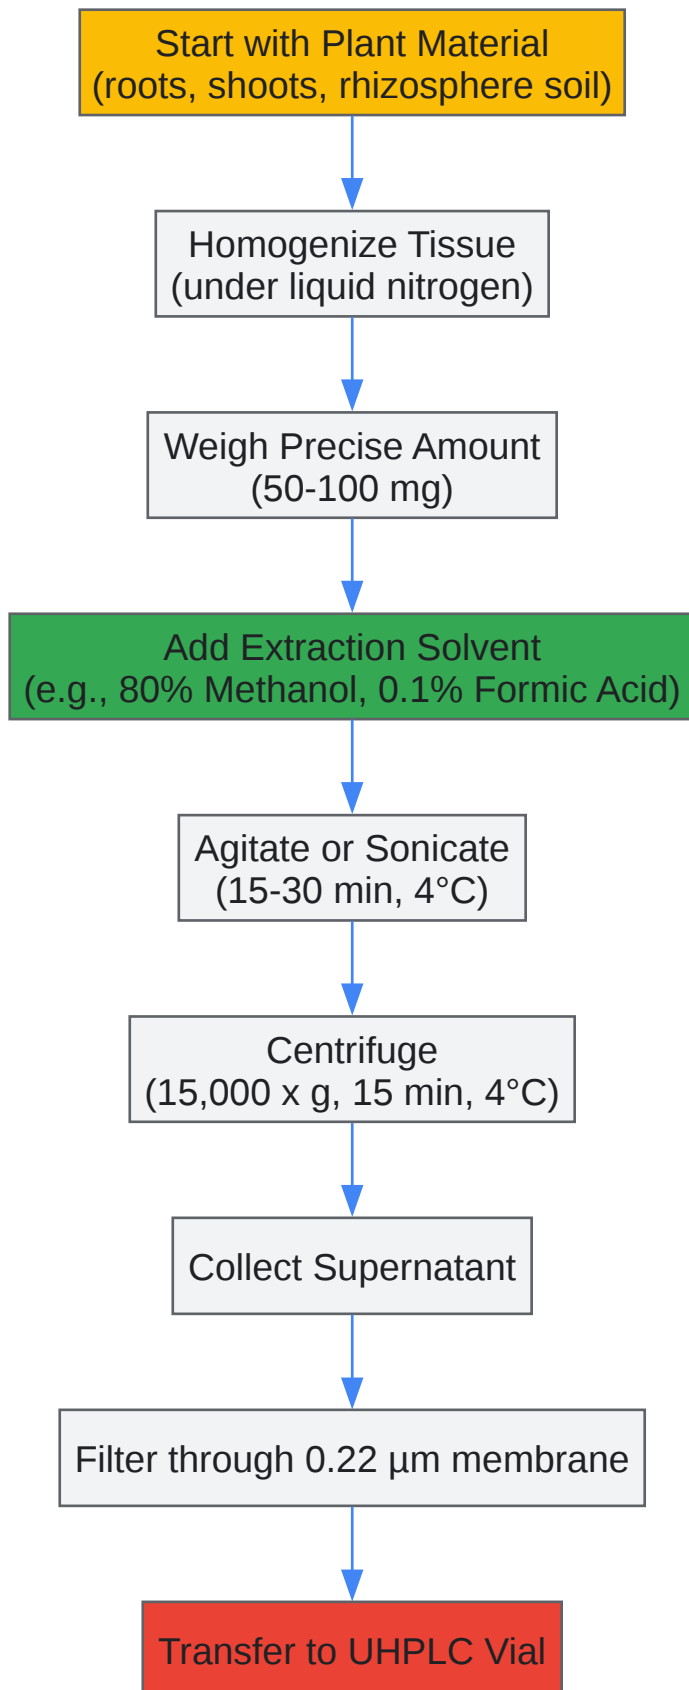 Start with Plant Material
(roots, shoots, rhizosphere soil)
Homogenize Tissue
(under liquid nitrogen)
Weigh Precise Amount
(50-100 mg)
Add Extraction Solvent
(e.g., 80% Methanol, 0.1% Formic Acid)
Agitate or Sonicate
(15-30 min, 4°C)
Centrifuge
(15,000 x g, 15 min, 4°C)
Collect Supernatant
Filter through 0.22 µm membrane
Transfer to UHPLC Vial